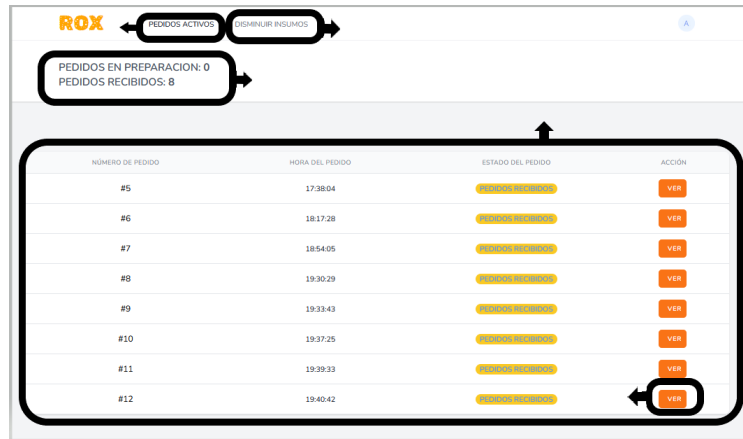 ROX PEDIDOS ACTIVOS DISMINUIR INSUMOS A
PEDIDOS EN PREPARACION: 0
PEDIDOS RECIBIDOS: 8
NÚMERO DE PEDIDO HORA DEL PEDIDO ESTADO DEL PEDIDO ACCIÓN
#5 17:38:04 PEDIDOS RECIBIDOS VER
#6 18:17:28 PEDIDOS RECIBIDOS VER
#7 18:54:05 PEDIDOS RECIBIDOS VER
#8 19:30:29 PEDIDOS RECIBIDOS VER
#9 19:33:43 PEDIDOS RECIBIDOS VER
#10 19:37:25 PEDIDOS RECIBIDOS VER
#11 19:39:33 PEDIDOS RECIBIDOS VER
#12 19:40:42 PEDIDOS RECIBIDOS VER